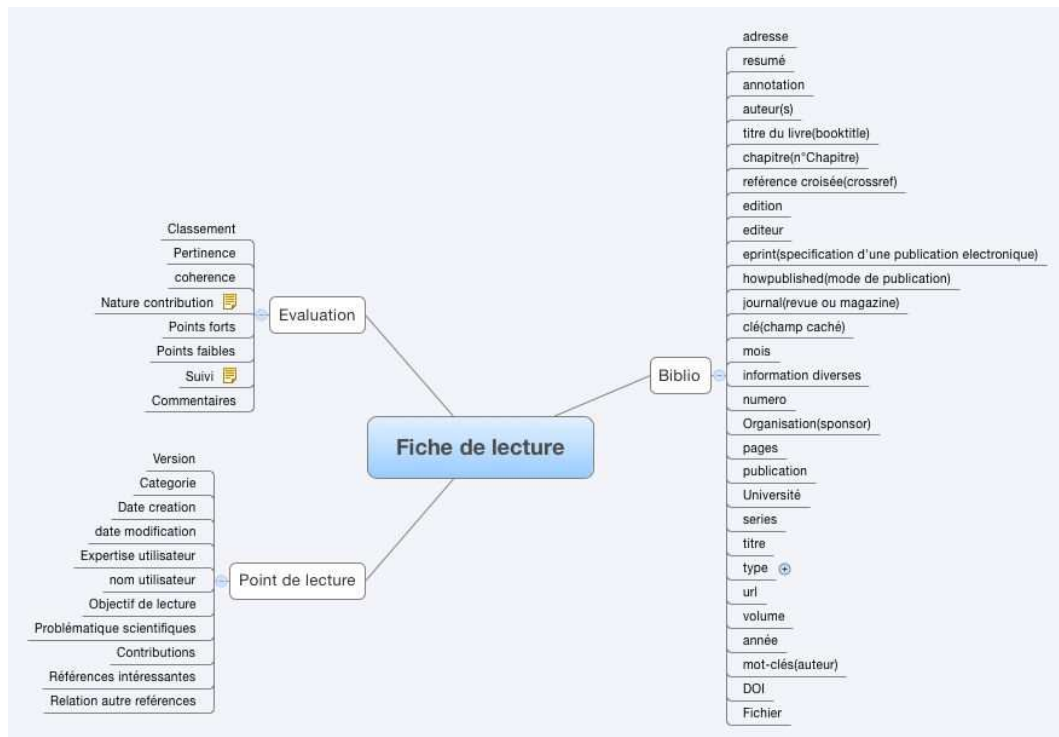 Fiche de lecture
Evaluation
Classement
Pertinence
coherence
Nature contribution
Points forts
Points faibles
Suivi
Commentaires
Point de lecture
Version
Categorie
Date creation
date modification
Expertise utilisateur
nom utilisateur
Objectif de lecture
Problématique scientifiques
Contributions
Références intéressantes
Relation autre references
Biblio
adresse
resumé
annotation
auteur(s)
titre du livre(booktitle)
chapitre(n°Chapitre)
reférence croisée(crossref)
edition
editeur
eprint(specification d'une publication electronique)
howpublished(mode de publication)
journal(revue ou magazine)
clé(champ caché)
mois
information diverses
numero
Organisation(sponsor)
pages
publication
Université
series
titre
type
url
volume
année
mot-clés(auteur)
DOI
Fichier